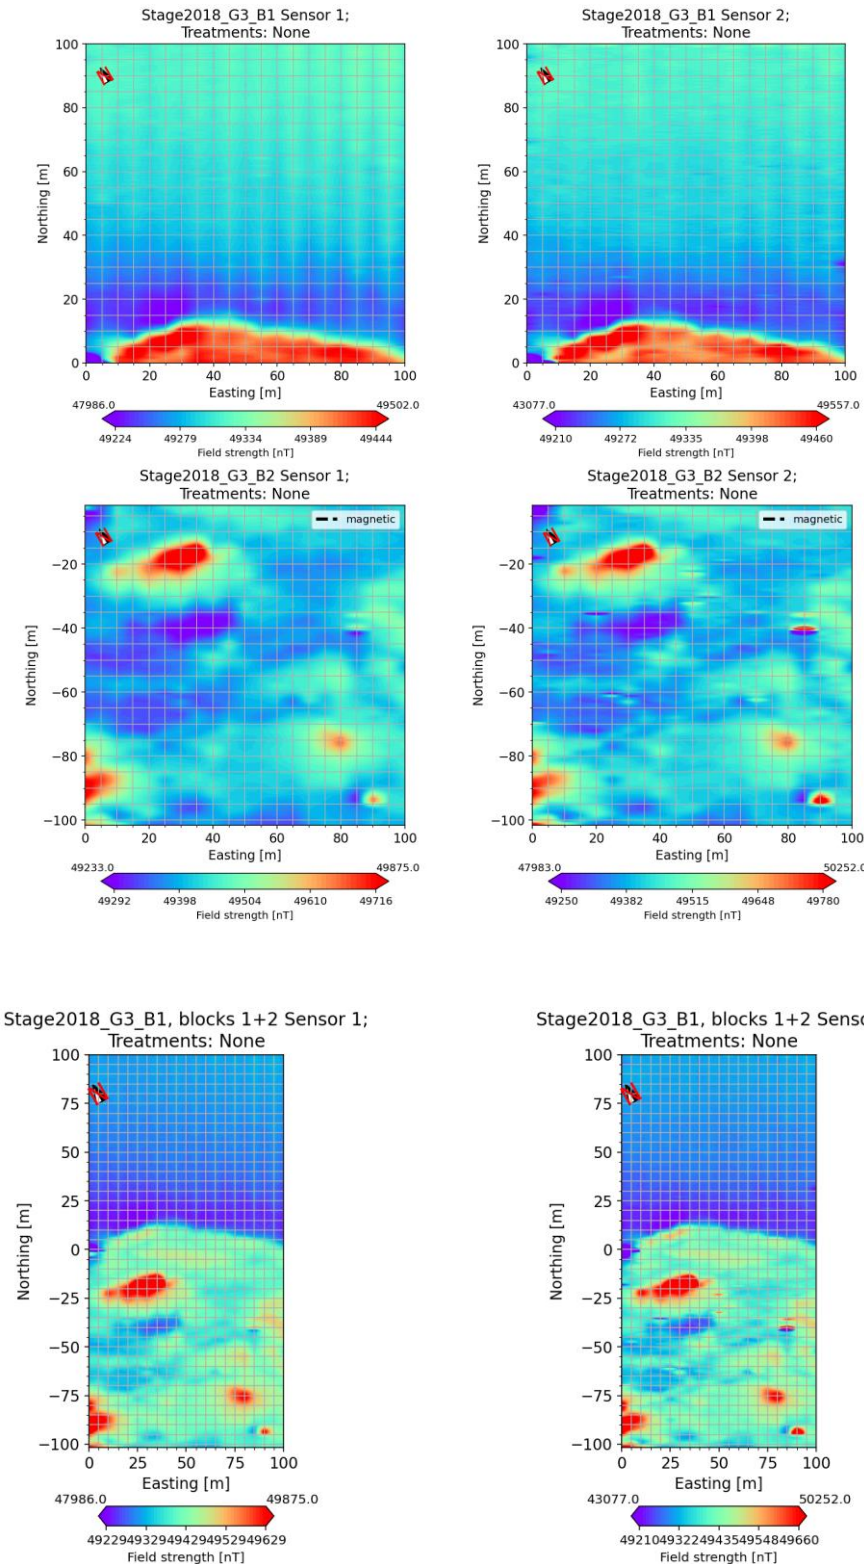 Stage2018_G3_B1 Sensor 1;
Treatments: None
100
80
60
40
20
0
Northing [m]
0 20 40 60 80 100
Easting [m]
47986.0 49502.0
49224 49279 49334 49389 49444
Field strength [nT]
Stage2018_G3_B1 Sensor 2;
Treatments: None
100
80
60
40
20
0
Northing [m]
0 20 40 60 80 100
Easting [m]
43077.0 49557.0
49210 49272 49335 49398 49460
Field strength [nT]
Stage2018_G3_B2 Sensor 1;
Treatments: None
magnetic
−20
−40
−60
−80
−100
Northing [m]
0 20 40 60 80 100
Easting [m]
49233.0 49875.0
49292 49398 49504 49610 49716
Field strength [nT]
Stage2018_G3_B2 Sensor 2;
Treatments: None
magnetic
−20
−40
−60
−80
−100
Northing [m]
0 20 40 60 80 100
Easting [m]
47983.0 50252.0
49250 49382 49515 49648 49780
Field strength [nT]
Stage2018_G3_B1, blocks 1+2 Sensor 1;
Treatments: None
100
75
50
25
0
−25
−50
−75
−100
Northing [m]
0 25 50 75 100
Easting [m]
47986.0 49875.0
4922949329494294952949629
Field strength [nT]
Stage2018_G3_B1, blocks 1+2 Senso
Treatments: None
100
75
50
25
0
−25
−50
−75
−100
Northing [m]
0 25 50 75 100
Easting [m]
43077.0 50252.0
4921049322494354954849660
Field strength [nT]